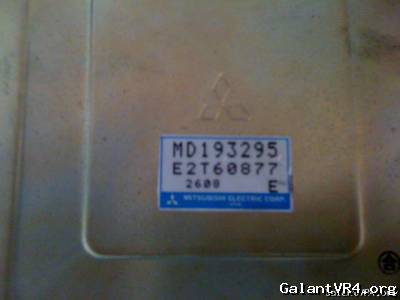 MD193295
E2T60877
2608 E
MITSUBISHI ELECTRIC CORP.
GalantVR4.org